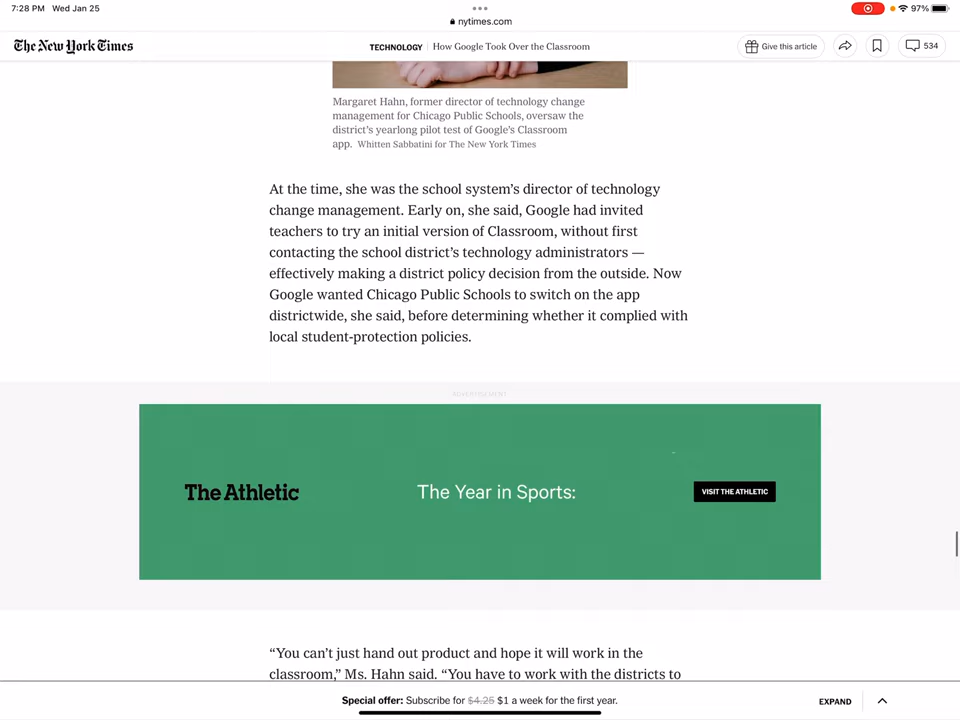 7:28 PM Wed Jan 25
97%
nytimes.com
The New York Times
TECHNOLOGY | How Google Took Over the Classroom
Give this article
534
Margaret Hahn, former director of technology change
management for Chicago Public Schools, oversaw the
district’s yearlong pilot test of Google’s Classroom
app. Whitten Sabbatini for The New York Times
At the time, she was the school system’s director of technology
change management. Early on, she said, Google had invited
teachers to try an initial version of Classroom, without first
contacting the school district’s technology administrators —
effectively making a district policy decision from the outside. Now
Google wanted Chicago Public Schools to switch on the app
districtwide, she said, before determining whether it complied with
local student-protection policies.
ADVERTISEMENT
The Athletic
The Year in Sports:
VISIT THE ATHLETIC
“You can’t just hand out product and hope it will work in the
classroom,” Ms. Hahn said. “You have to work with the districts to
Special offer: Subscribe for $4.25 $1 a week for the first year.
EXPAND